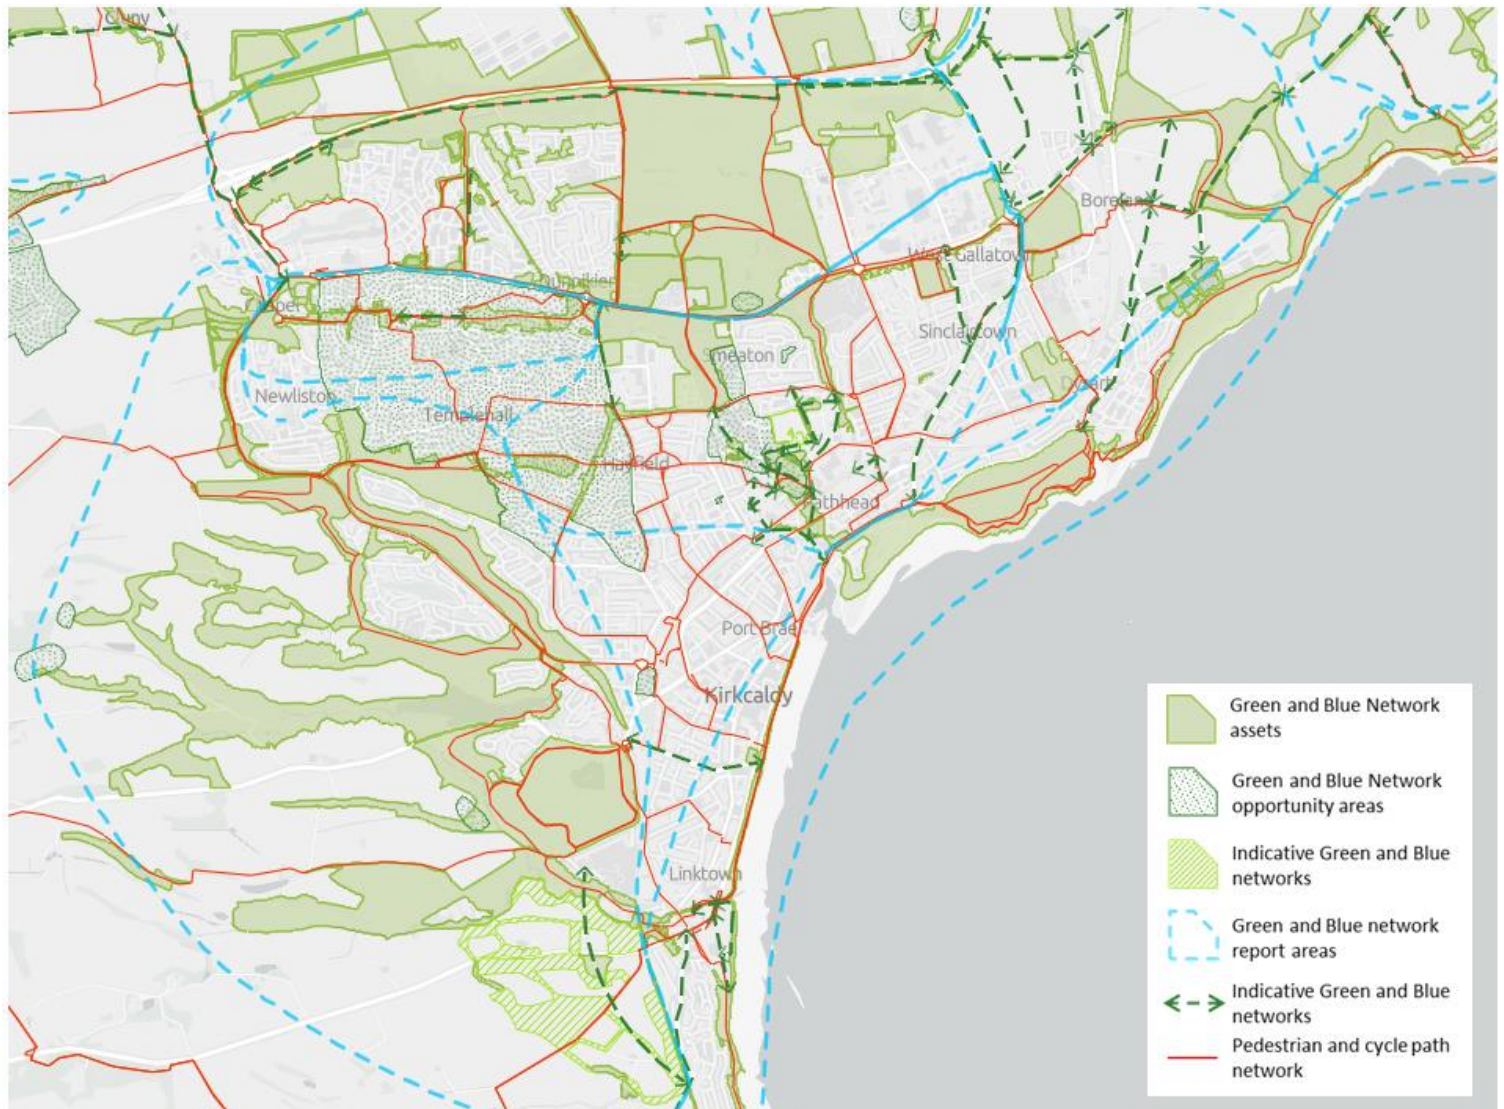 Cluny
Boreland
West Gallatown
Dunnikier
Sinclairtown
Smeaton
Dysart
Newliston
Templehall
Hayfield
Pathhead
Port Brae
Kirkcaldy
Linktown
Green and Blue Network
assets
Green and Blue Network
opportunity areas
Indicative Green and Blue
networks
Green and Blue network
report areas
Indicative Green and Blue
networks
Pedestrian and cycle path
network